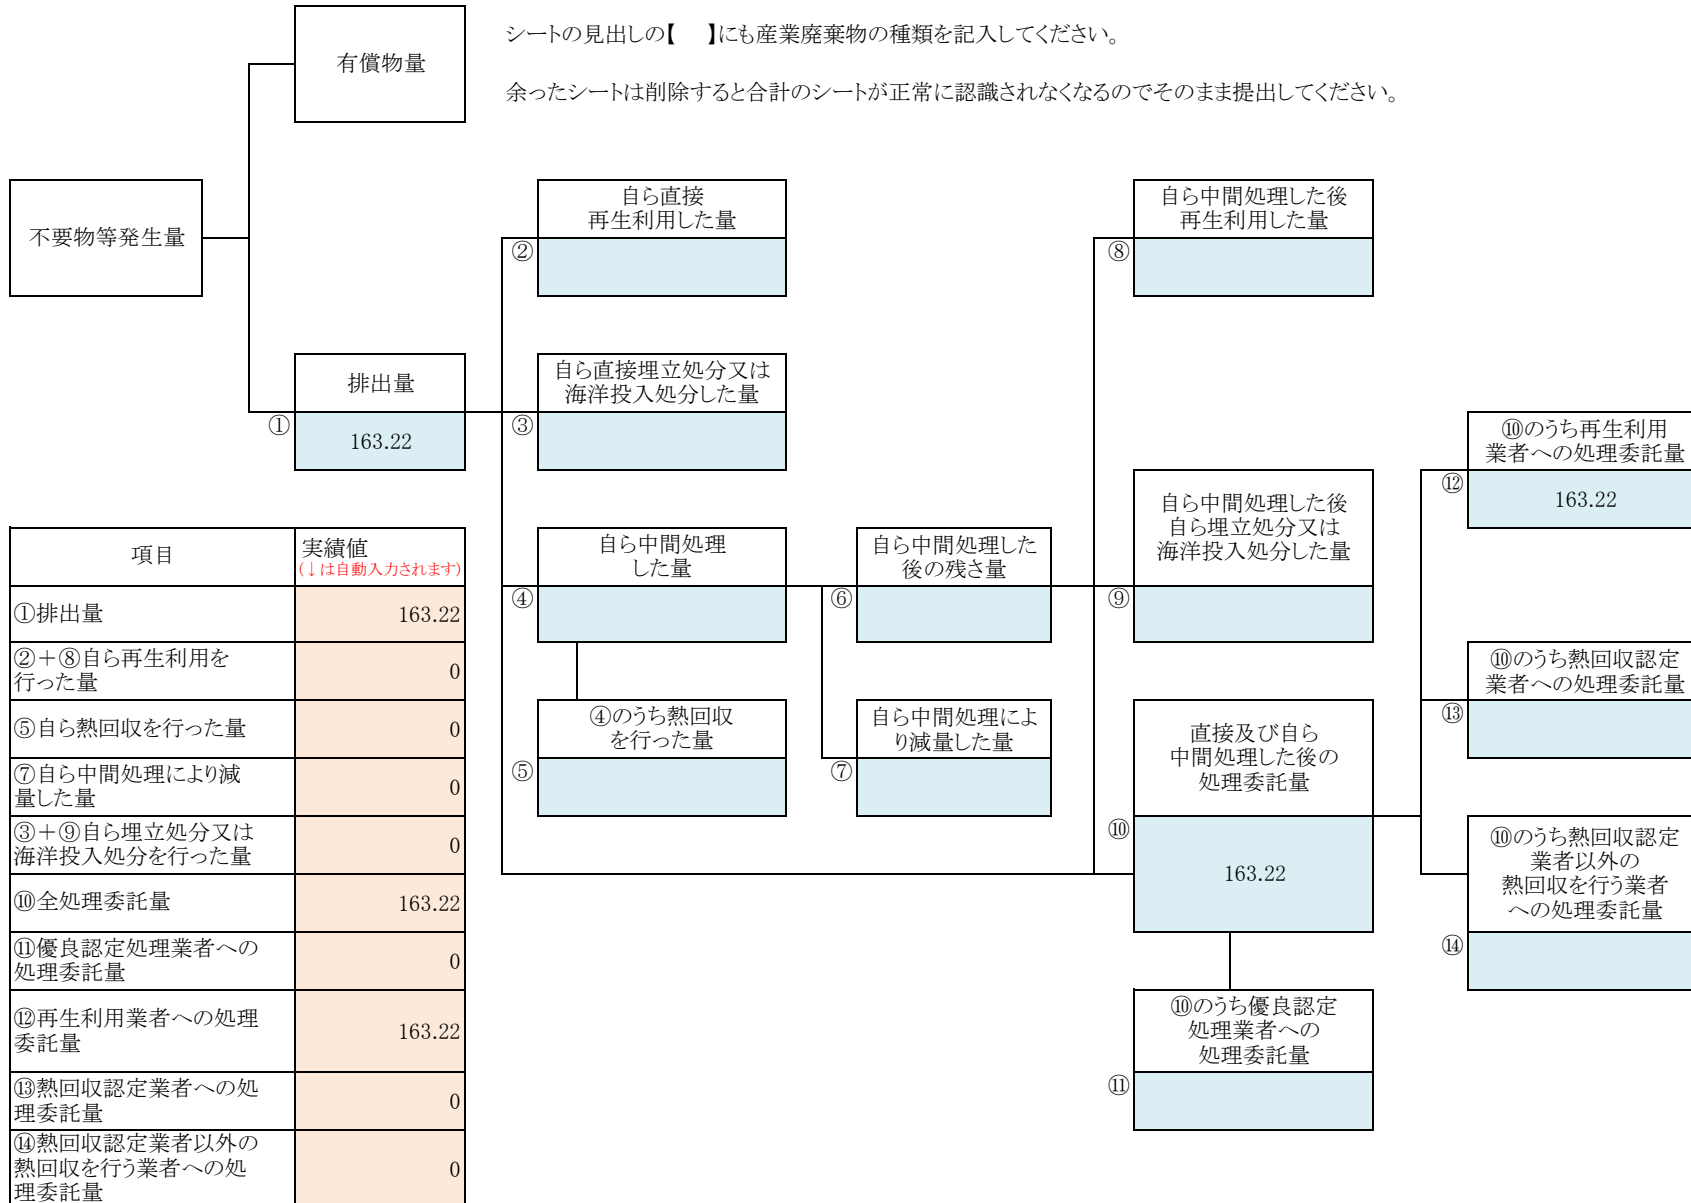 シートの見出しの【　】にも産業廃棄物の種類を記入してください。
余ったシートは削除すると合計のシートが正常に認識されなくなるのでそのまま提出してください。
有償物量
不要物等発生量
排出量
①
163.22
自ら直接
再生利用した量
②
自ら直接埋立処分又は
海洋投入処分した量
③
自ら中間処理
した量
④
④のうち熱回収
を行った量
⑤
自ら中間処理した
後の残さ量
⑥
自ら中間処理によ
り減量した量
⑦
自ら中間処理した後
再生利用した量
⑧
自ら中間処理した後
自ら埋立処分又は
海洋投入処分した量
⑨
直接及び自ら
中間処理した後の
処理委託量
⑩
163.22
⑩のうち優良認定
処理業者への
処理委託量
⑪
⑩のうち再生利用
業者への処理委託量
⑫
163.22
⑩のうち熱回収認定
業者への処理委託量
⑬
⑩のうち熱回収認定
業者以外の
熱回収を行う業者
への処理委託量
⑭
項目
実績値
(↓は自動入力されます)
①排出量
163.22
②＋⑧自ら再生利用を
行った量
0
⑤自ら熱回収を行った量
0
⑦自ら中間処理により減
量した量
0
③＋⑨自ら埋立処分又は
海洋投入処分を行った量
0
⑩全処理委託量
163.22
⑪優良認定処理業者への
処理委託量
0
⑫再生利用業者への処理
委託量
163.22
⑬熱回収認定業者への処
理委託量
0
⑭熱回収認定業者以外の
熱回収を行う業者への処
理委託量
0